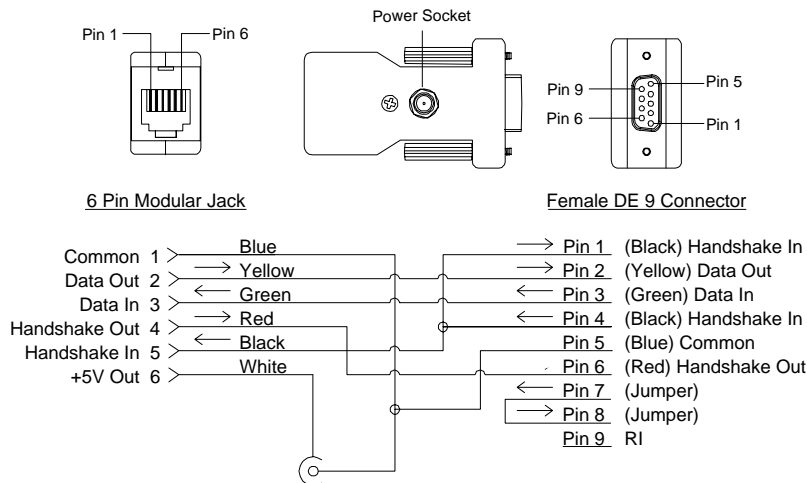 Power Socket
Pin 1
Pin 6
Pin 9
Pin 5
Pin 6
Pin 1
6 Pin Modular Jack
Female DE 9 Connector
Common 1
Blue
Data Out 2
Yellow
Data In 3
Green
Handshake Out 4
Red
Handshake In 5
Black
+5V Out 6
White
Pin 1 (Black) Handshake In
Pin 2 (Yellow) Data Out
Pin 3 (Green) Data In
Pin 4 (Black) Handshake In
Pin 5 (Blue) Common
Pin 6 (Red) Handshake Out
Pin 7 (Jumper)
Pin 8 (Jumper)
Pin 9 RI